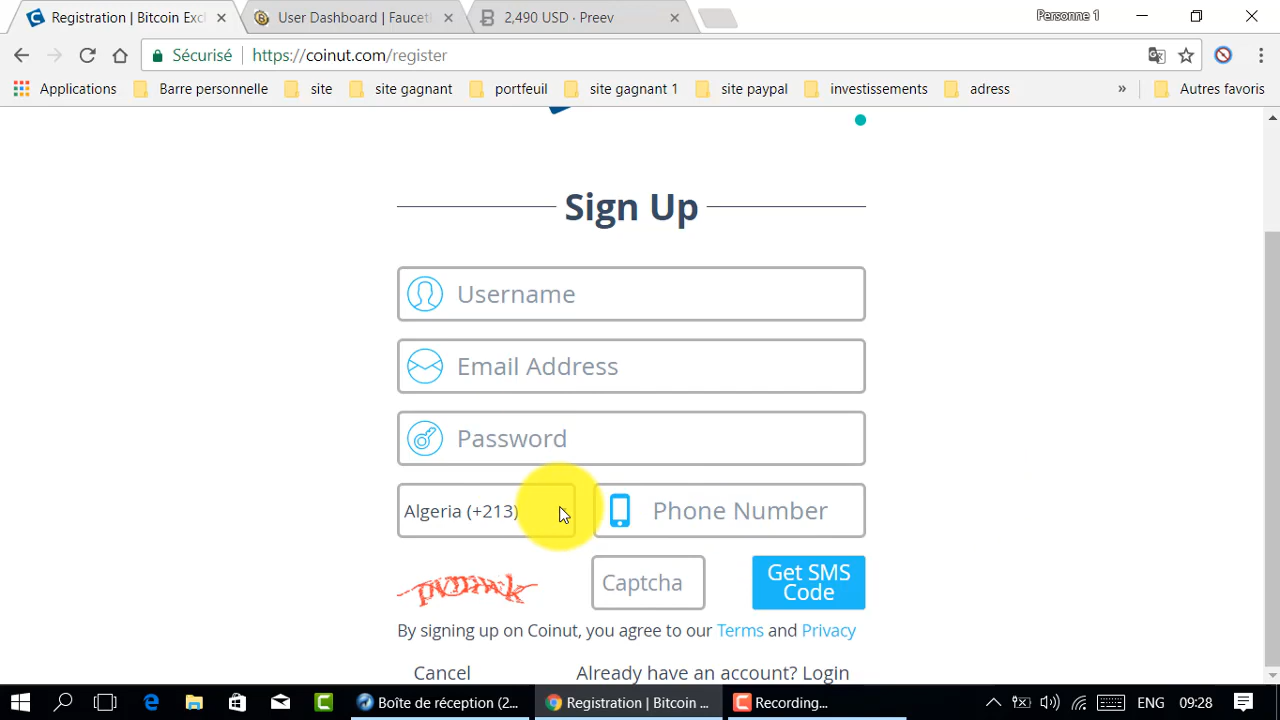 Registration | Bitcoin Exc
User Dashboard | Faucet
2,490 USD · Preev
Personne 1
Sécurisé
https://coinut.com/register
Applications
Barre personnelle
site
site gagnant
portfeuil
site gagnant 1
site paypal
investissements
adress
»
Autres favoris
Sign Up
Username
Email Address
Password
Algeria (+213)
Phone Number
Captcha
Get SMS
Code
By signing up on Coinut, you agree to our Terms and Privacy
Cancel
Already have an account? Login
Boîte de réception (2...
Registration | Bitcoin ...
Recording...
ENG
09:28